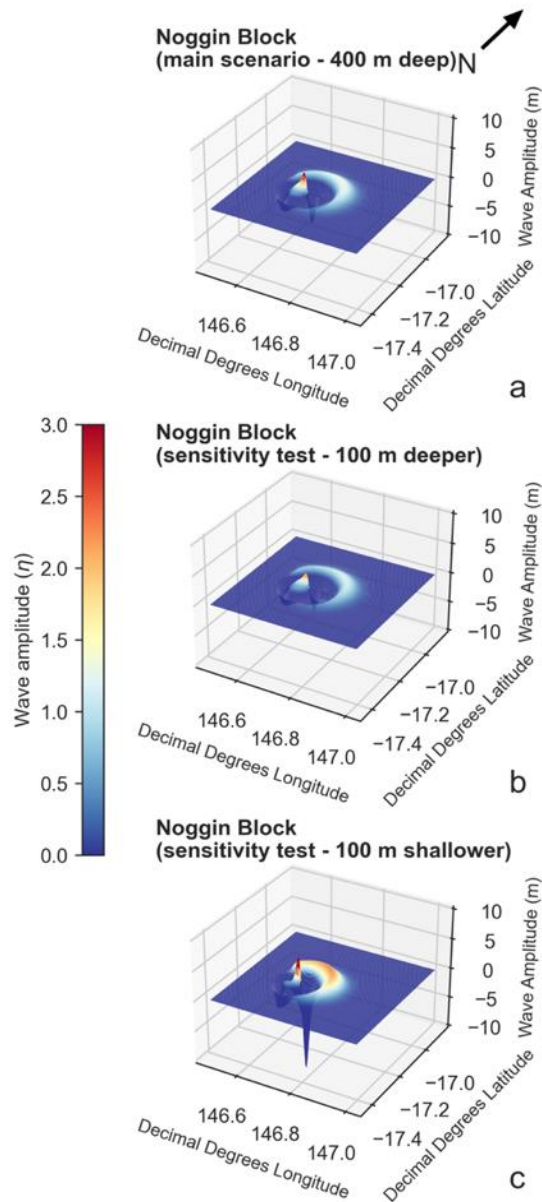 Noggin Block
(main scenario - 400 m deep)
N
10
5
0
−5
−10
Wave Amplitude (m)
−17.0
−17.2
−17.4
Decimal Degrees Latitude
146.6
146.8
147.0
Decimal Degrees Longitude
a
3.0
2.5
2.0
1.5
1.0
0.5
0.0
Wave amplitude (η)
Noggin Block
(sensitivity test - 100 m deeper)
10
5
0
−5
−10
Wave Amplitude (m)
−17.0
−17.2
−17.4
Decimal Degrees Latitude
146.6
146.8
147.0
Decimal Degrees Longitude
b
Noggin Block
(sensitivity test - 100 m shallower)
10
5
0
−5
−10
Wave Amplitude (m)
−17.0
−17.2
−17.4
Decimal Degrees Latitude
146.6
146.8
147.0
Decimal Degrees Longitude
c